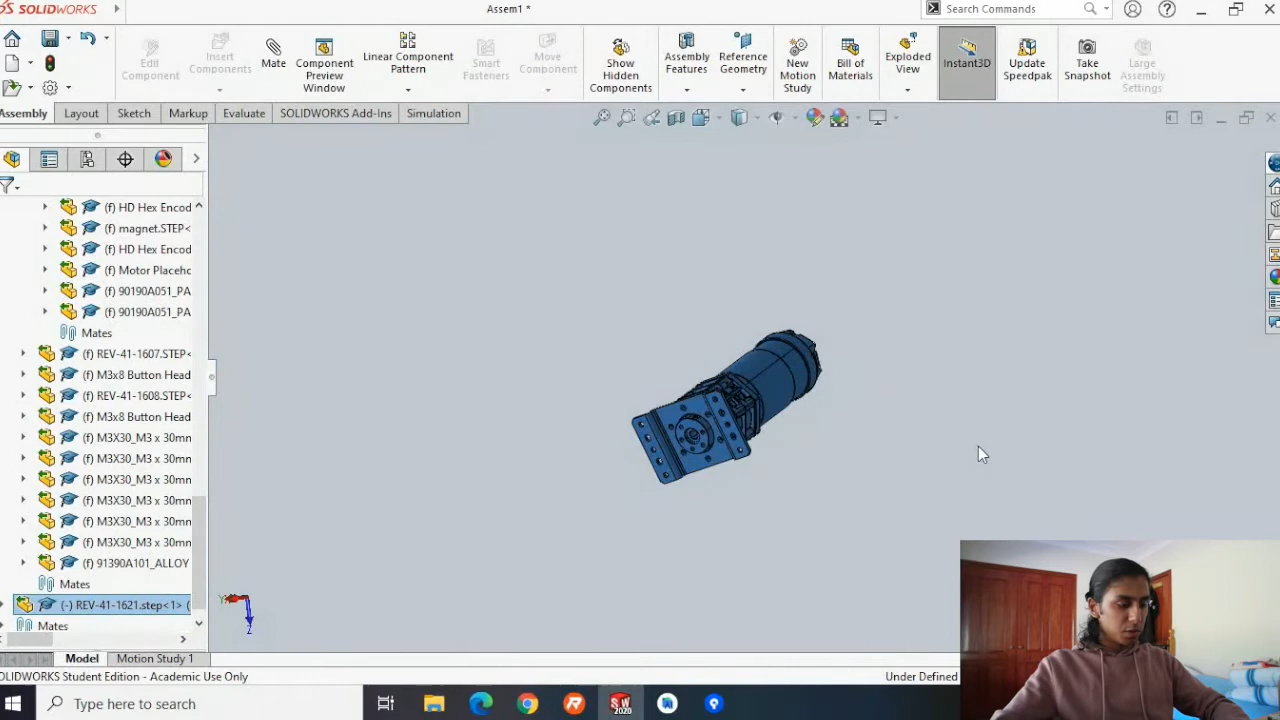 SOLIDWORKS
Assem1 *
Search Commands
Edit
Component
Insert
Components
Mate
Component
Preview
Window
Linear Component
Pattern
Smart
Fasteners
Move
Component
Show
Hidden
Components
Assembly
Features
Reference
Geometry
New
Motion
Study
Bill of
Materials
Exploded
View
Instant3D
Update
Speedpak
Take
Snapshot
Large
Assembly
Settings
Assembly
Layout
Sketch
Markup
Evaluate
SOLIDWORKS Add-Ins
Simulation
(f) HD Hex Encod
(f) magnet.STEP<
(f) HD Hex Encod
(f) Motor Placeho
(f) 90190A051_PA
(f) 90190A051_PA
Mates
(f) REV-41-1607.STEP<
(f) M3x8 Button Head
(f) REV-41-1608.STEP<
(f) M3x8 Button Head
(f) M3X30_M3 x 30mn
(f) M3X30_M3 x 30mn
(f) M3X30_M3 x 30mn
(f) M3X30_M3 x 30mn
(f) M3X30_M3 x 30mn
(f) M3X30_M3 x 30mn
(f) 91390A101_ALLOY
Mates
(-) REV-41-1621.step<1> (
Mates
Y
Z
Model
Motion Study 1
SOLIDWORKS Student Edition - Academic Use Only
Under Defined
Type here to search
SW
2020